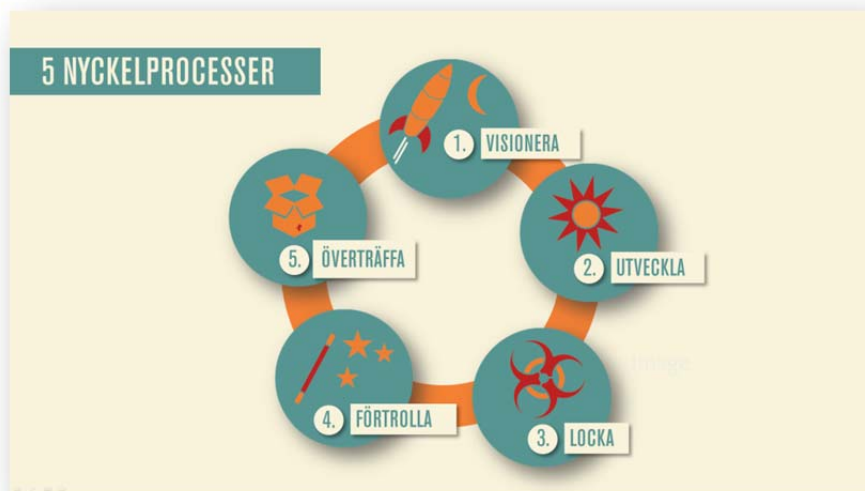 5 NYCKELPROCESSER
1. VISIONERA
2. UTVECKLA
3. LOCKA
4. FÖRTROLLA
5. ÖVERTRÄFFA